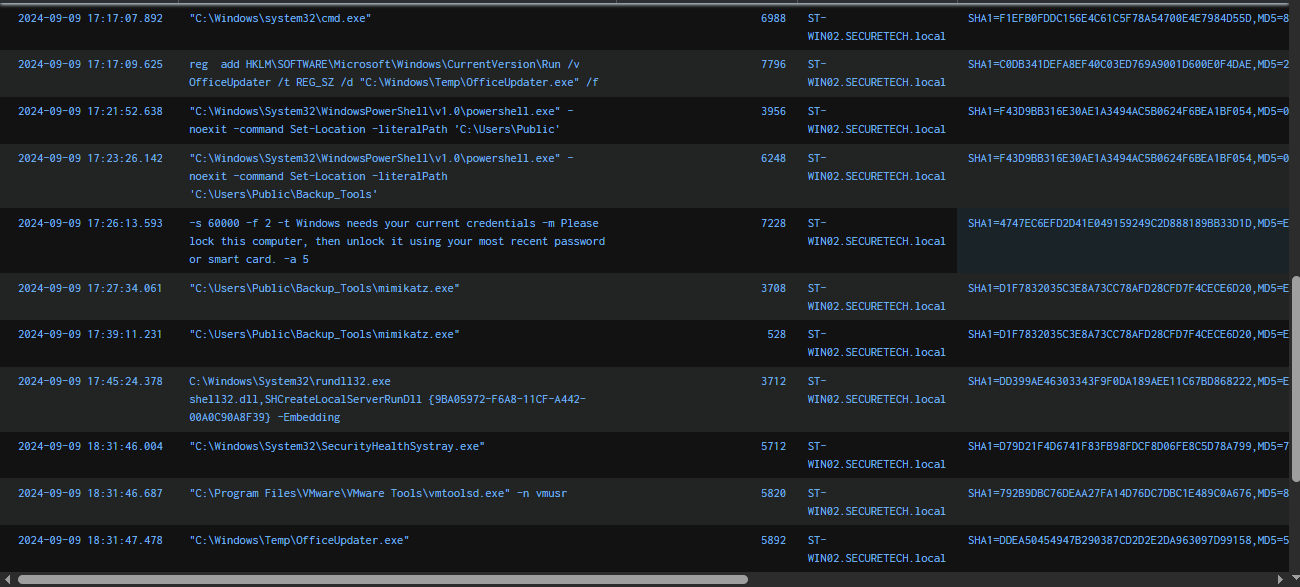 2024-09-09 17:17:07.892 "C:\Windows\system32\cmd.exe" 6988 ST- SHA1=F1EFB0FDDC156E4C61C5F78A54700E4E7984D55D,MD5=8
WIN02.SECURETECH.local
2024-09-09 17:17:09.625 reg  add HKLM\SOFTWARE\Microsoft\Windows\CurrentVersion\Run /v 7796 ST- SHA1=C0DB341DEFA8EF40C03ED769A9001D600E0F4DAE,MD5=2
OfficeUpdater /t REG_SZ /d "C:\Windows\Temp\OfficeUpdater.exe" /f WIN02.SECURETECH.local
2024-09-09 17:21:52.638 "C:\Windows\System32\WindowsPowerShell\v1.0\powershell.exe" - 3956 ST- SHA1=F43D9BB316E30AE1A3494AC5B0624F6BEA1BF054,MD5=0
noexit -command Set-Location -literalPath 'C:\Users\Public' WIN02.SECURETECH.local
2024-09-09 17:23:26.142 "C:\Windows\System32\WindowsPowerShell\v1.0\powershell.exe" - 6248 ST- SHA1=F43D9BB316E30AE1A3494AC5B0624F6BEA1BF054,MD5=0
noexit -command Set-Location -literalPath WIN02.SECURETECH.local
'C:\Users\Public\Backup_Tools'
2024-09-09 17:26:13.593 -s 60000 -f 2 -t Windows needs your current credentials -m Please 7228 ST- SHA1=4747EC6EFD2D41E049159249C2D888189BB33D1D,MD5=E
lock this computer, then unlock it using your most recent password WIN02.SECURETECH.local
or smart card. -a 5
2024-09-09 17:27:34.061 "C:\Users\Public\Backup_Tools\mimikatz.exe" 3708 ST- SHA1=D1F7832035C3E8A73CC78AFD28CFD7F4CECE6D20,MD5=E
WIN02.SECURETECH.local
2024-09-09 17:39:11.231 "C:\Users\Public\Backup_Tools\mimikatz.exe" 528 ST- SHA1=D1F7832035C3E8A73CC78AFD28CFD7F4CECE6D20,MD5=E
WIN02.SECURETECH.local
2024-09-09 17:45:24.378 C:\Windows\System32\rundll32.exe 3712 ST- SHA1=DD399AE46303343F9F0DA189AEE11C67BD868222,MD5=E
shell32.dll,SHCreateLocalServerRunDll {9BA05972-F6A8-11CF-A442- WIN02.SECURETECH.local
00A0C90A8F39} -Embedding
2024-09-09 18:31:46.004 "C:\Windows\System32\SecurityHealthSystray.exe" 5712 ST- SHA1=D79D21F4D6741F83FB98FDCF8D06FE8C5D78A799,MD5=7
WIN02.SECURETECH.local
2024-09-09 18:31:46.687 "C:\Program Files\VMware\VMware Tools\vmtoolsd.exe" -n vmusr 5820 ST- SHA1=792B9DBC76DEAA27FA14D76DC7DBC1E489C0A676,MD5=8
WIN02.SECURETECH.local
2024-09-09 18:31:47.478 "C:\Windows\Temp\OfficeUpdater.exe" 5892 ST- SHA1=DDEA50454947B290387CD2D2E2DA963097D99158,MD5=5
WIN02.SECURETECH.local